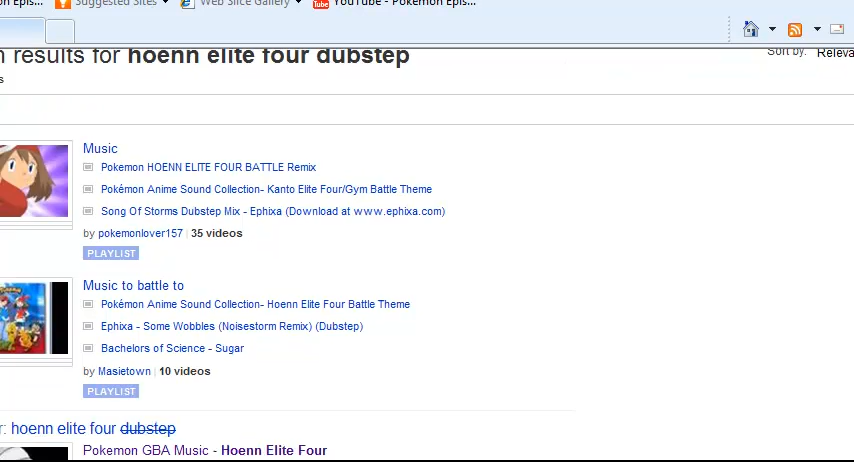 n Epis...
Suggested Sites
Web Slice Gallery
YouTube - Pokemon Epis...
n results for hoenn elite four dubstep
Sort by:
Releva
s
Music
Pokemon HOENN ELITE FOUR BATTLE Remix
Pokémon Anime Sound Collection- Kanto Elite Four/Gym Battle Theme
Song Of Storms Dubstep Mix - Ephixa (Download at www.ephixa.com)
by pokemonlover157 | 35 videos
PLAYLIST
Music to battle to
Pokémon Anime Sound Collection- Hoenn Elite Four Battle Theme
Ephixa - Some Wobbles (Noisestorm Remix) (Dubstep)
Bachelors of Science - Sugar
by Masietown | 10 videos
PLAYLIST
r: hoenn elite four dubstep
Pokemon GBA Music - Hoenn Elite Four